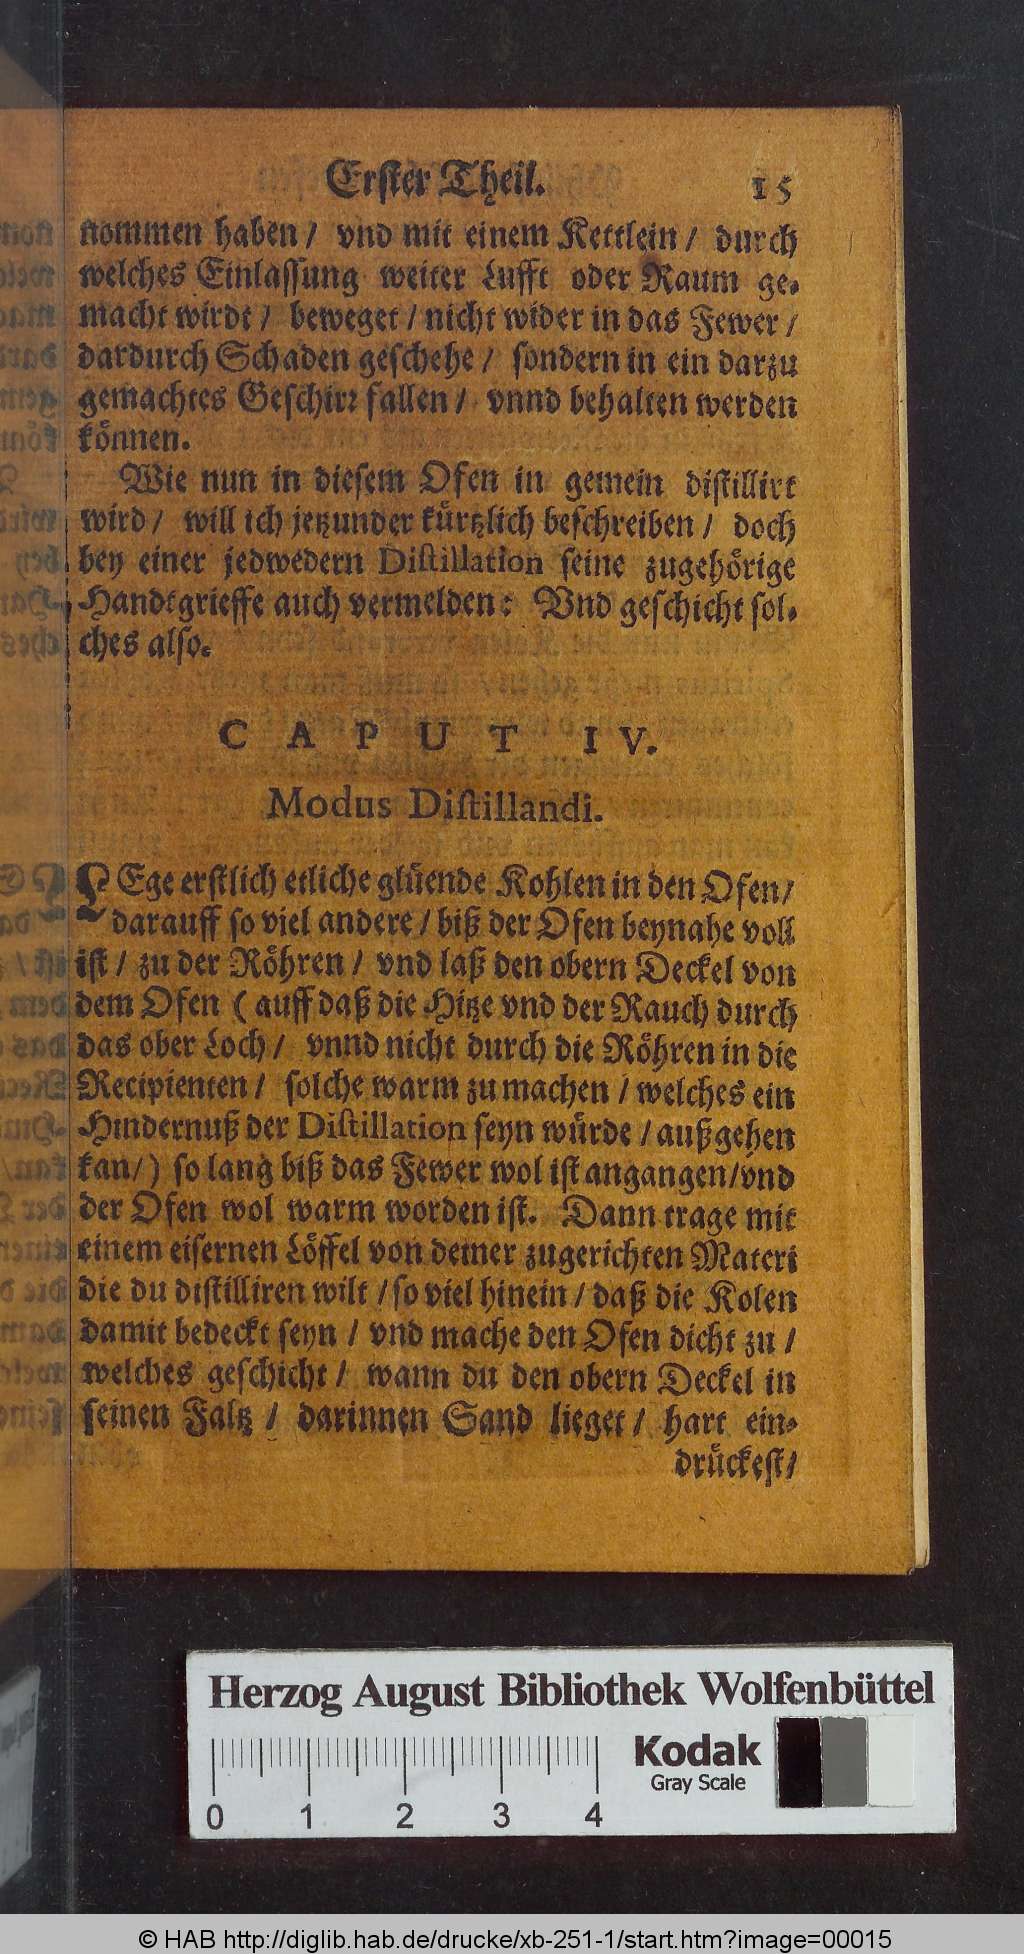 Erster Theil. 15
nommen haben / vnd mit einem Kettlein / durch
welches Einlassung weiter Lufft oder Raum ge-
macht wirdt / beweget / nicht wider in das Fewer /
dardurch Schaden geschehe / sondern in ein darzu
gemachtes Geschirr fallen / vnnd behalten werden
können.
Wie nun in diesem Ofen in gemein distillirt
wird / will ich jetzunder kürtzlich beschreiben / doch
bey einer jedwedern Distillation seine zugehörige
Handtgrieffe auch vermelden: Vnd geschicht sol-
ches also.
CAPUT IV.
Modus Distillandi.
LEge erstlich etliche glüende Kohlen in den Ofen /
darauff so viel andere / biß der Ofen beynahe voll
ist / zu der Röhren / vnd laß den obern Deckel von
dem Ofen ( auff daß die Hitze vnd der Rauch durch
das ober Loch / vnnd nicht durch die Röhren in die
Recipienten / solche warm zu machen / welches ein
Hindernuß der Distillation seyn würde / außgehen
kan /) so lang biß das Fewer wol ist angangen / vnd
der Ofen wol warm worden ist. Dann trage mit
einem eisernen Löffel von deiner zugerichten Materi
die du distilliren wilt / so viel hinein / daß die Kolen
damit bedeckt seyn / vnd mache den Ofen dicht zu /
welches geschicht / wann du den obern Deckel in
seinen Faltz / darinnen Sand lieget / hart ein-
drückest /
Herzog August Bibliothek Wolfenbüttel
Kodak
Gray Scale
0 1 2 3 4
© HAB http://diglib.hab.de/drucke/xb-251-1/start.htm?image=00015